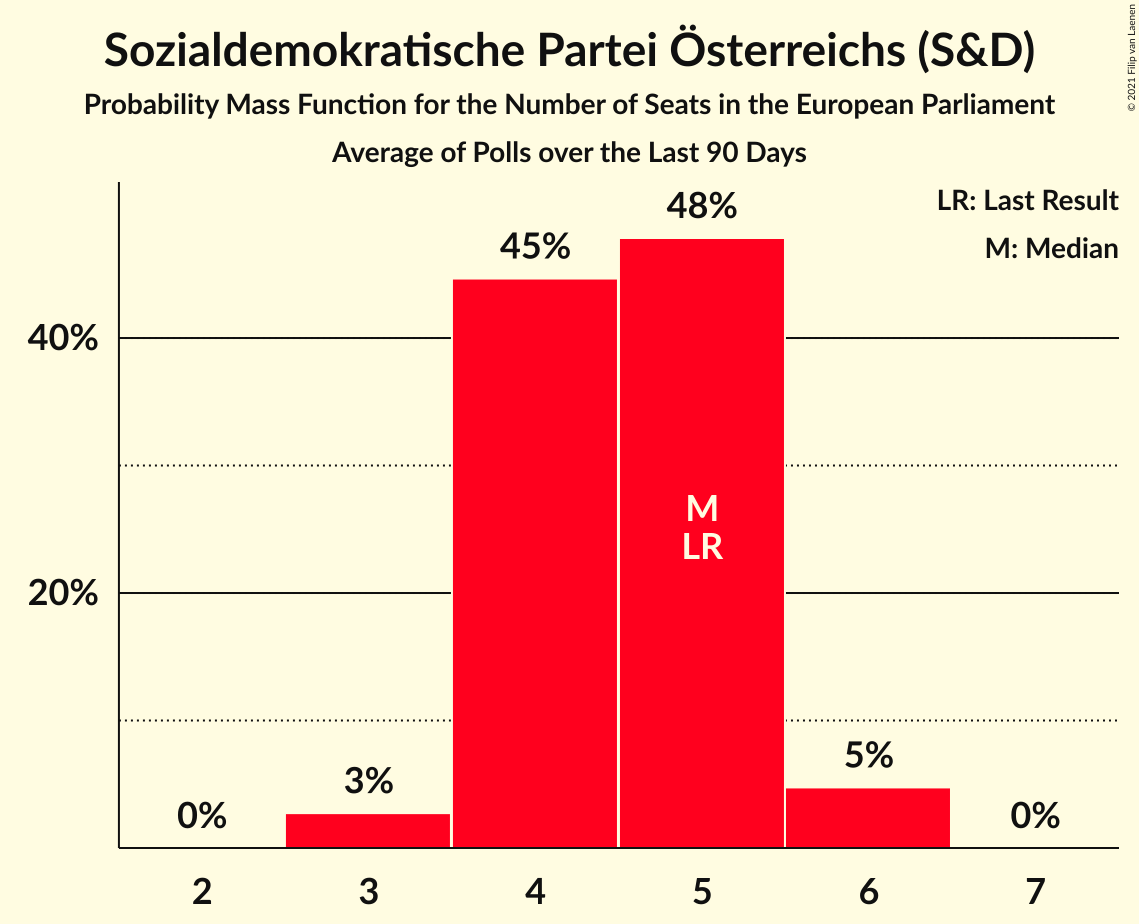 Sozialdemokratische Partei Österreichs (S&D)
Probability Mass Function for the Number of Seats in the European Parliament
Average of Polls over the Last 90 Days
© 2021 Filip van Laenen
LR: Last Result
M: Median
48%
45%
40%
M
LR
20%
5%
3%
0%
0%
2 3 4 5 6 7